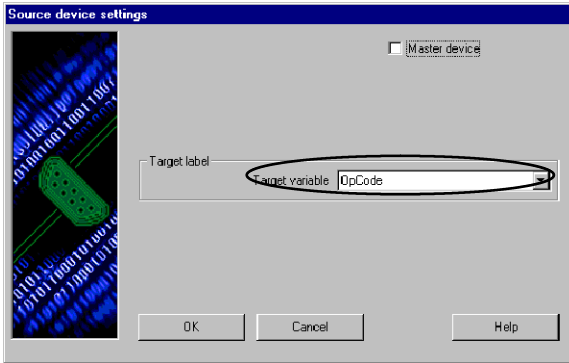 Source device settings
Master device
Target label
Target variable OpCode
OK Cancel Help